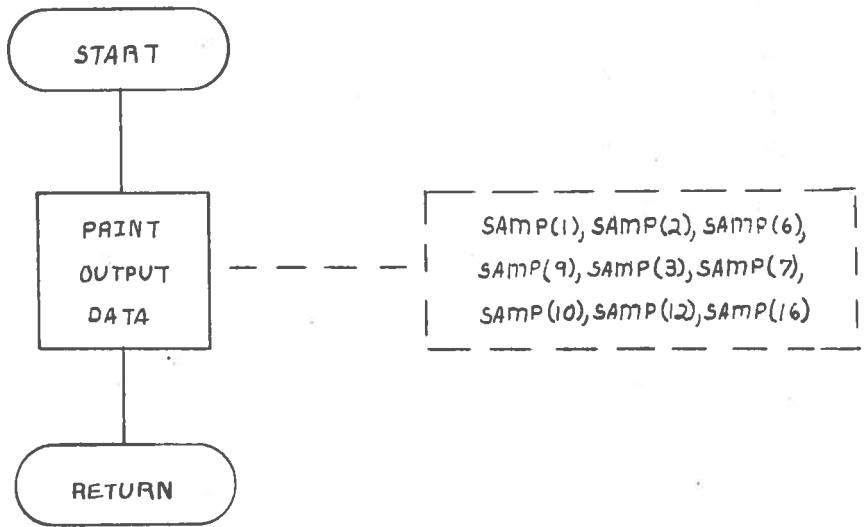 START
PRINT
OUTPUT
DATA
SAMP(1), SAMP(2), SAMP(6),
SAMP(9), SAMP(3), SAMP(7),
SAMP(10), SAMP(12), SAMP(16)
RETURN